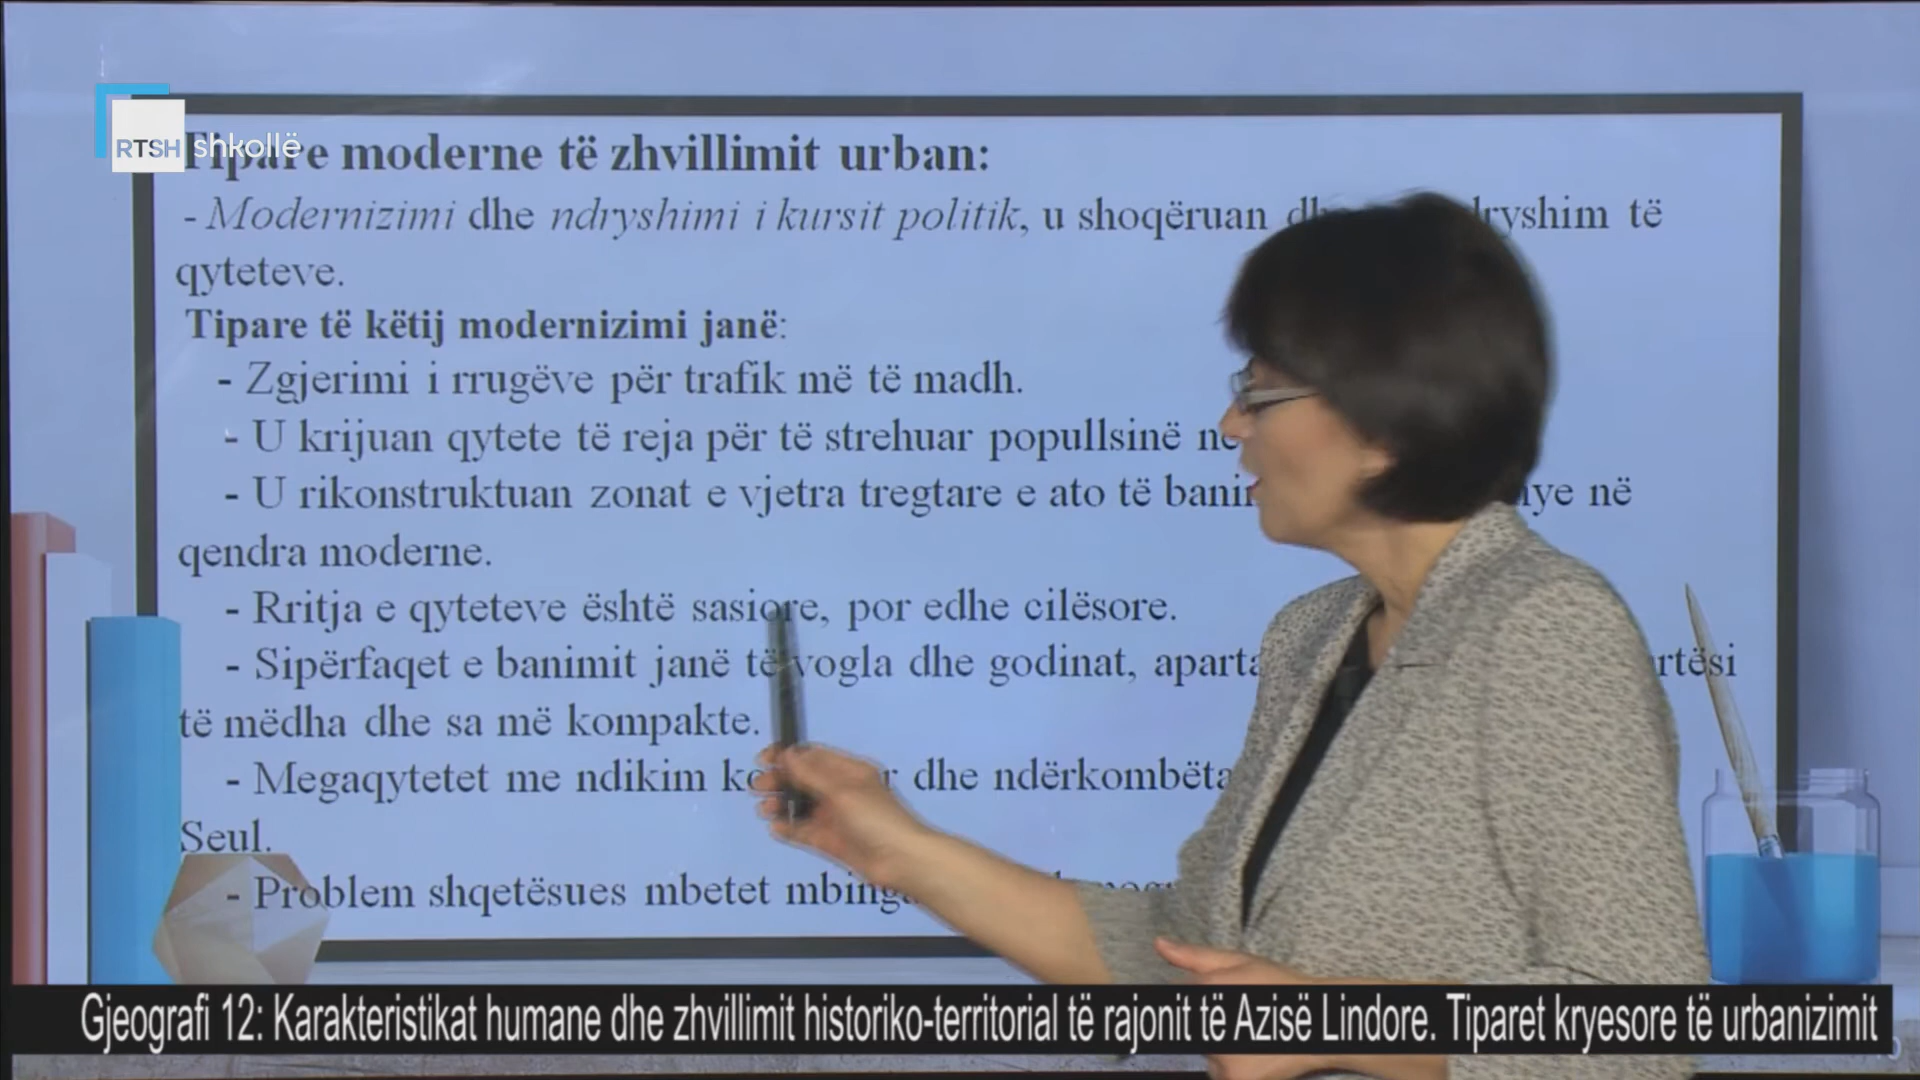 RTSH shkollë
Tipare moderne të zhvillimit urban:
- Modernizimi dhe ndryshimi i kursit politik, u shoqëruan
qyteteve.
Tipare të këtij modernizimi janë:
- Zgjerimi i rrugëve për trafik më të madh.
- U krijuan qytete të reja për të strehuar popullsinë
- U rikonstruktuan zonat e vjetra tregtare e ato të në
qendra moderne.
- Rritja e qyteteve është sasiore, por edhe cilësore.
- Sipërfaqet e banimit janë të vogla dhe godinat,
të mëdha dhe sa më kompakte.
- Megaqytetet me ndikim dhe
Seul.
- Problem shqetësues mbetet
Gjeografi 12: Karakteristikat humane dhe zhvillimit historiko-territorial të rajonit të Azisë Lindore. Tiparet kryesore të urbanizimit